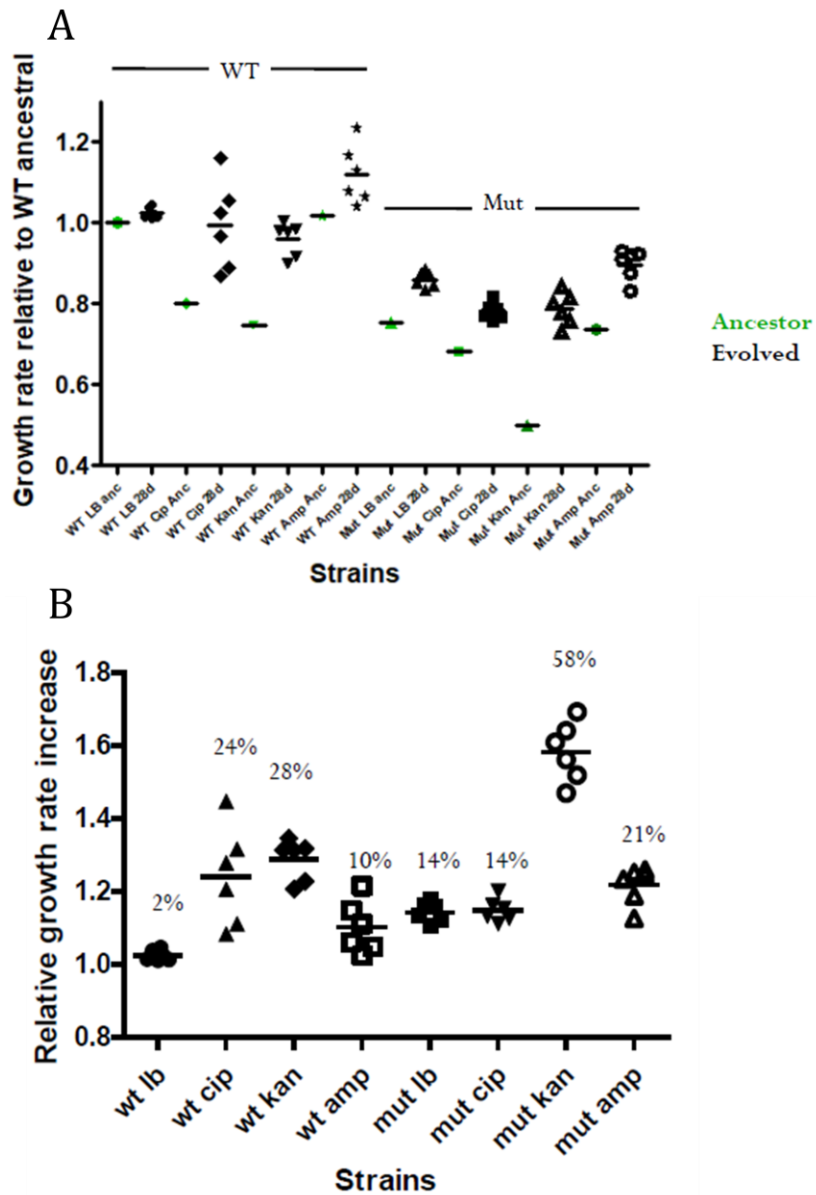 A
WT
Growth rate relative to WT ancestral
1.2
1.0
0.8
0.6
0.4
Mut
Ancestor
Evolved
WT LB anc
WT LB 28d
WT Cip Anc
WT Cip 28d
WT Kan Anc
WT Kan 28d
WT Amp Anc
WT Amp 28d
Mut LB anc
Mut LB 28d
Mut Cip Anc
Mut Cip 28d
Mut Kan Anc
Mut Kan 28d
Mut Amp Anc
Mut Amp 28d
Strains
B
Relative growth rate increase
1.8
1.6
1.4
1.2
1.0
0.8
2%
24%
28%
10%
14%
14%
58%
21%
wt lb
wt cip
wt kan
wt amp
mut lb
mut cip
mut kan
mut amp
Strains